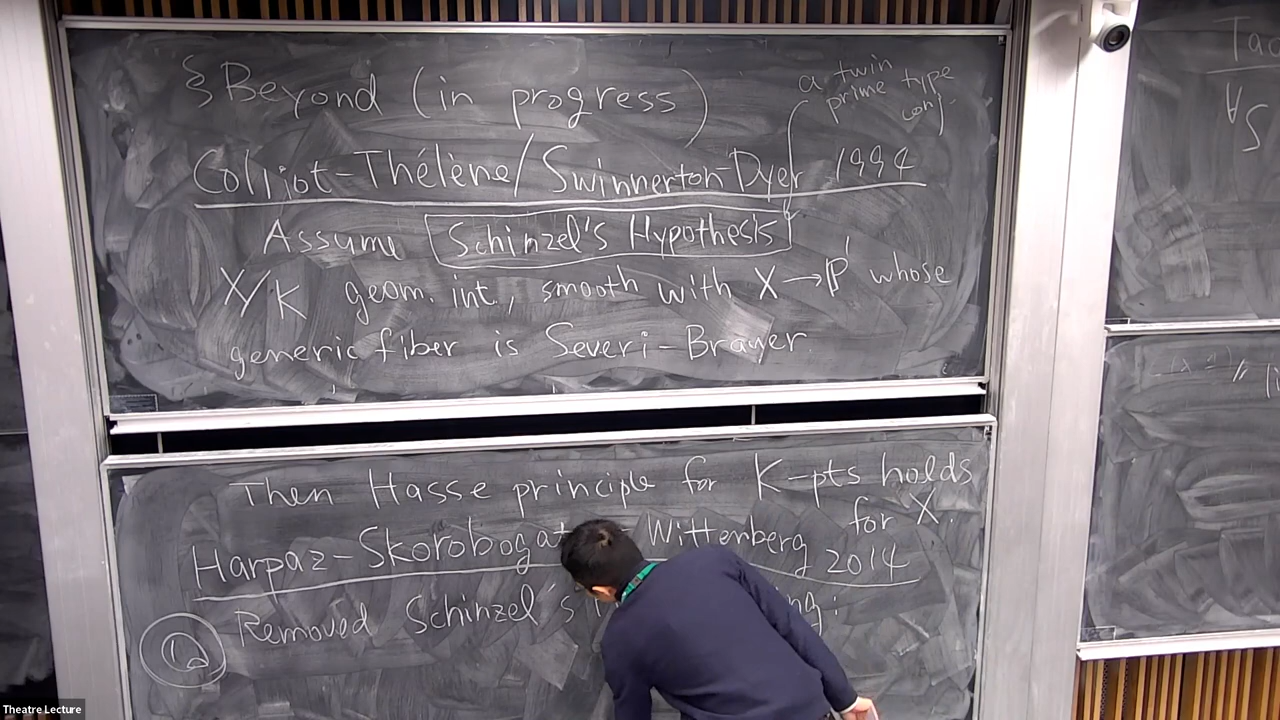 § Beyond (in progress)
a twin
prime type
conj.
Colliot-Thélène/Swinnerton-Dyer 1994
Assume Schinzel's Hypothesis
X/K geom. int., smooth with X → P¹ whose
generic fiber is Severi-Brauer.
Then Hasse principle for K-pts holds
for X.
Harpaz-Skorobogat Wittenberg 2014
Removed Schinzel's
Theatre Lecture